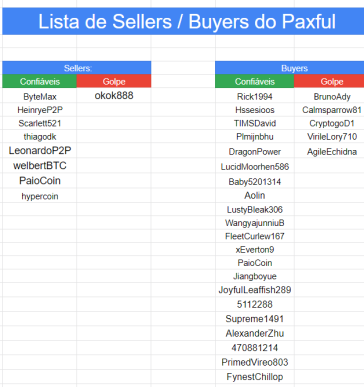 Lista de Sellers / Buyers do Paxful
Sellers: Buyers
Confiáveis Golpe Confiáveis Golpe
ByteMax okok888 Rick1994 BrunoAdy
HeinryeP2P Hssesioos Calmsparrow81
Scarlett521 TIMSDavid CryptogoD1
thiagodk Plmijnbhu VirileLory710
LeonardoP2P DragonPower AgileEchidna
welbertBTC LucidMoorhen586
PaioCoin Baby5201314
hypercoin Aolin
LustyBleak306
WangyajunniuB
FleetCurlew167
xEverton9
PaioCoin
Jiangboyue
JoyfulLeaffish289
5112288
Supreme1491
AlexanderZhu
470881214
PrimedVireo803
FynestChillop